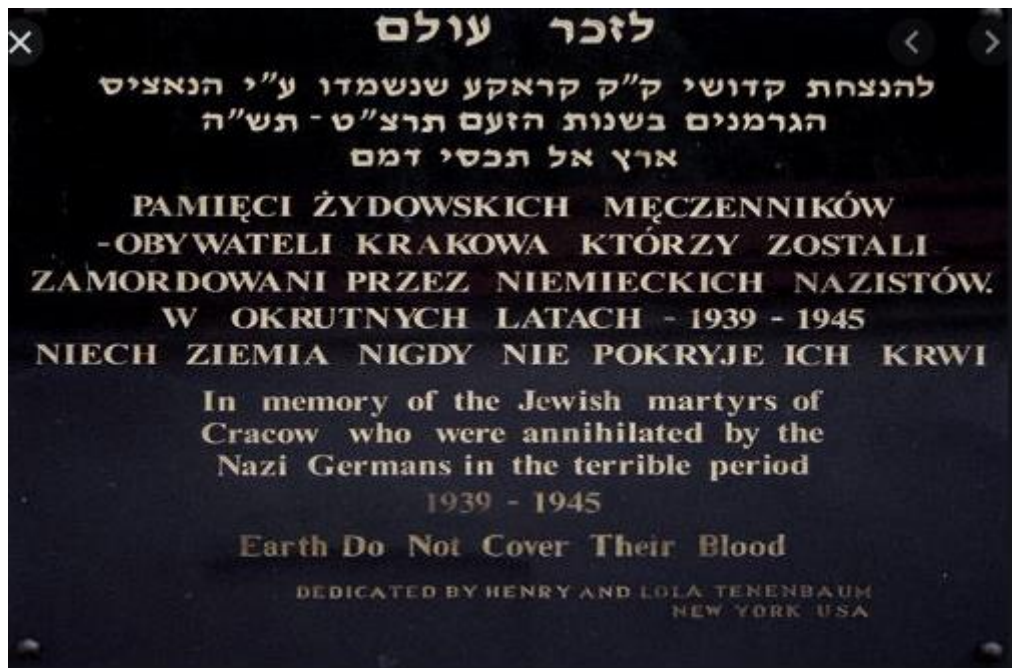 לזכר עולם
להנצחת קדושי ק"ק קראקע שנשמדו ע"י הנאציס
הגרמנים בשנות הזעם תרצ"ט - תש"ה
ארץ אל תכסי דמם
PAMIĘCI ŻYDOWSKICH MĘCZENNIKÓW
-OBYWATELI KRAKOWA KTÓRZY ZOSTALI
ZAMORDOWANI PRZEZ NIEMIECKICH NAZISTÓW.
W OKRUTNYCH LATACH - 1939 - 1945
NIECH ZIEMIA NIGDY NIE POKRYJE ICH KRWI
In memory of the Jewish martyrs of
Cracow who were annihilated by the
Nazi Germans in the terrible period
1939 - 1945
Earth Do Not Cover Their Blood
DEDICATED BY HENRY AND LOLA TENENBAUM
NEW YORK USA